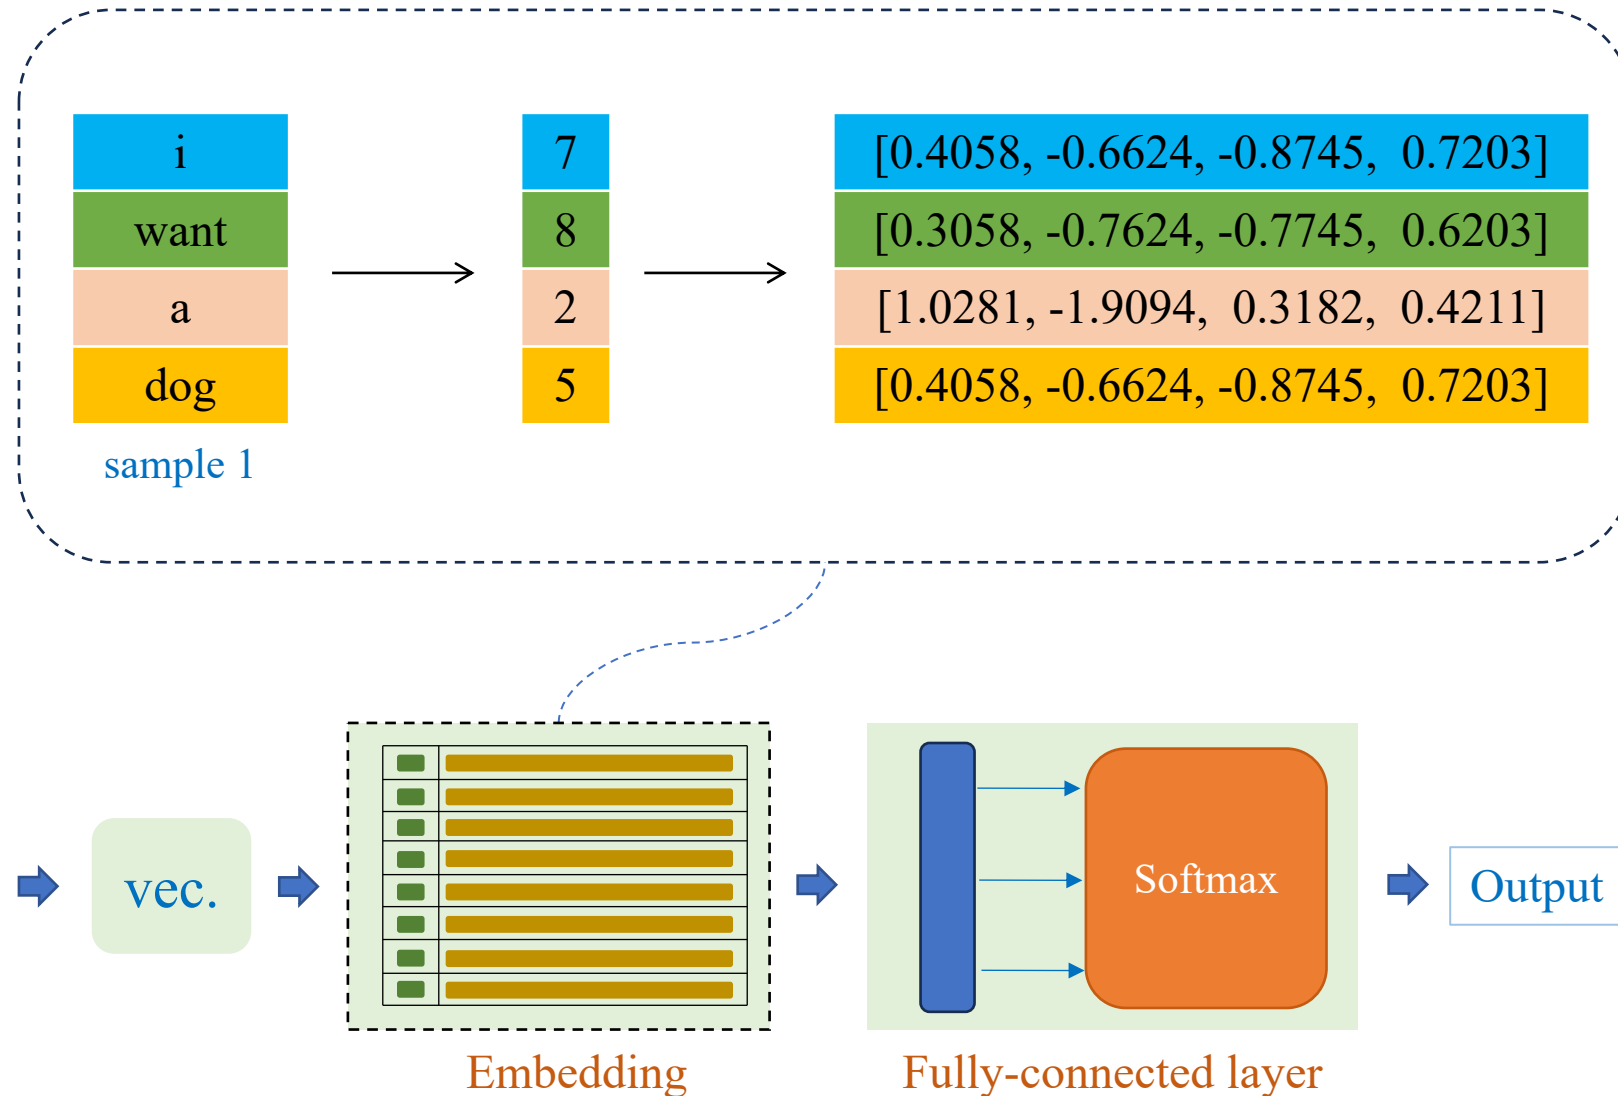 i 7 [0.4058, -0.6624, -0.8745, 0.7203]
want 8 [0.3058, -0.7624, -0.7745, 0.6203]
a 2 [1.0281, -1.9094, 0.3182, 0.4211]
dog 5 [0.4058, -0.6624, -0.8745, 0.7203]
sample 1
vec.
Softmax
Output
Embedding
Fully-connected layer